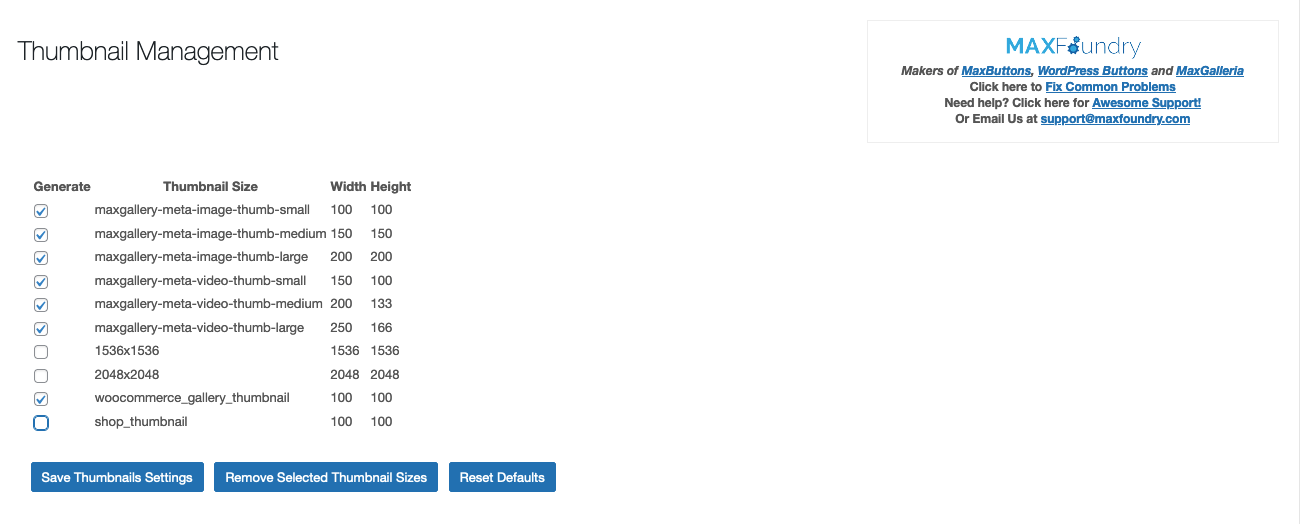 Thumbnail Management
MAXFoundry
Makers of MaxButtons, WordPress Buttons and MaxGalleria
Click here to Fix Common Problems
Need help? Click here for Awesome Support!
Or Email Us at support@maxfoundry.com
Generate Thumbnail Size Width Height
maxgallery-meta-image-thumb-small 100 100
maxgallery-meta-image-thumb-medium 150 150
maxgallery-meta-image-thumb-large 200 200
maxgallery-meta-video-thumb-small 150 100
maxgallery-meta-video-thumb-medium 200 133
maxgallery-meta-video-thumb-large 250 166
1536x1536 1536 1536
2048x2048 2048 2048
woocommerce_gallery_thumbnail 100 100
shop_thumbnail 100 100
Save Thumbnails Settings Remove Selected Thumbnail Sizes Reset Defaults